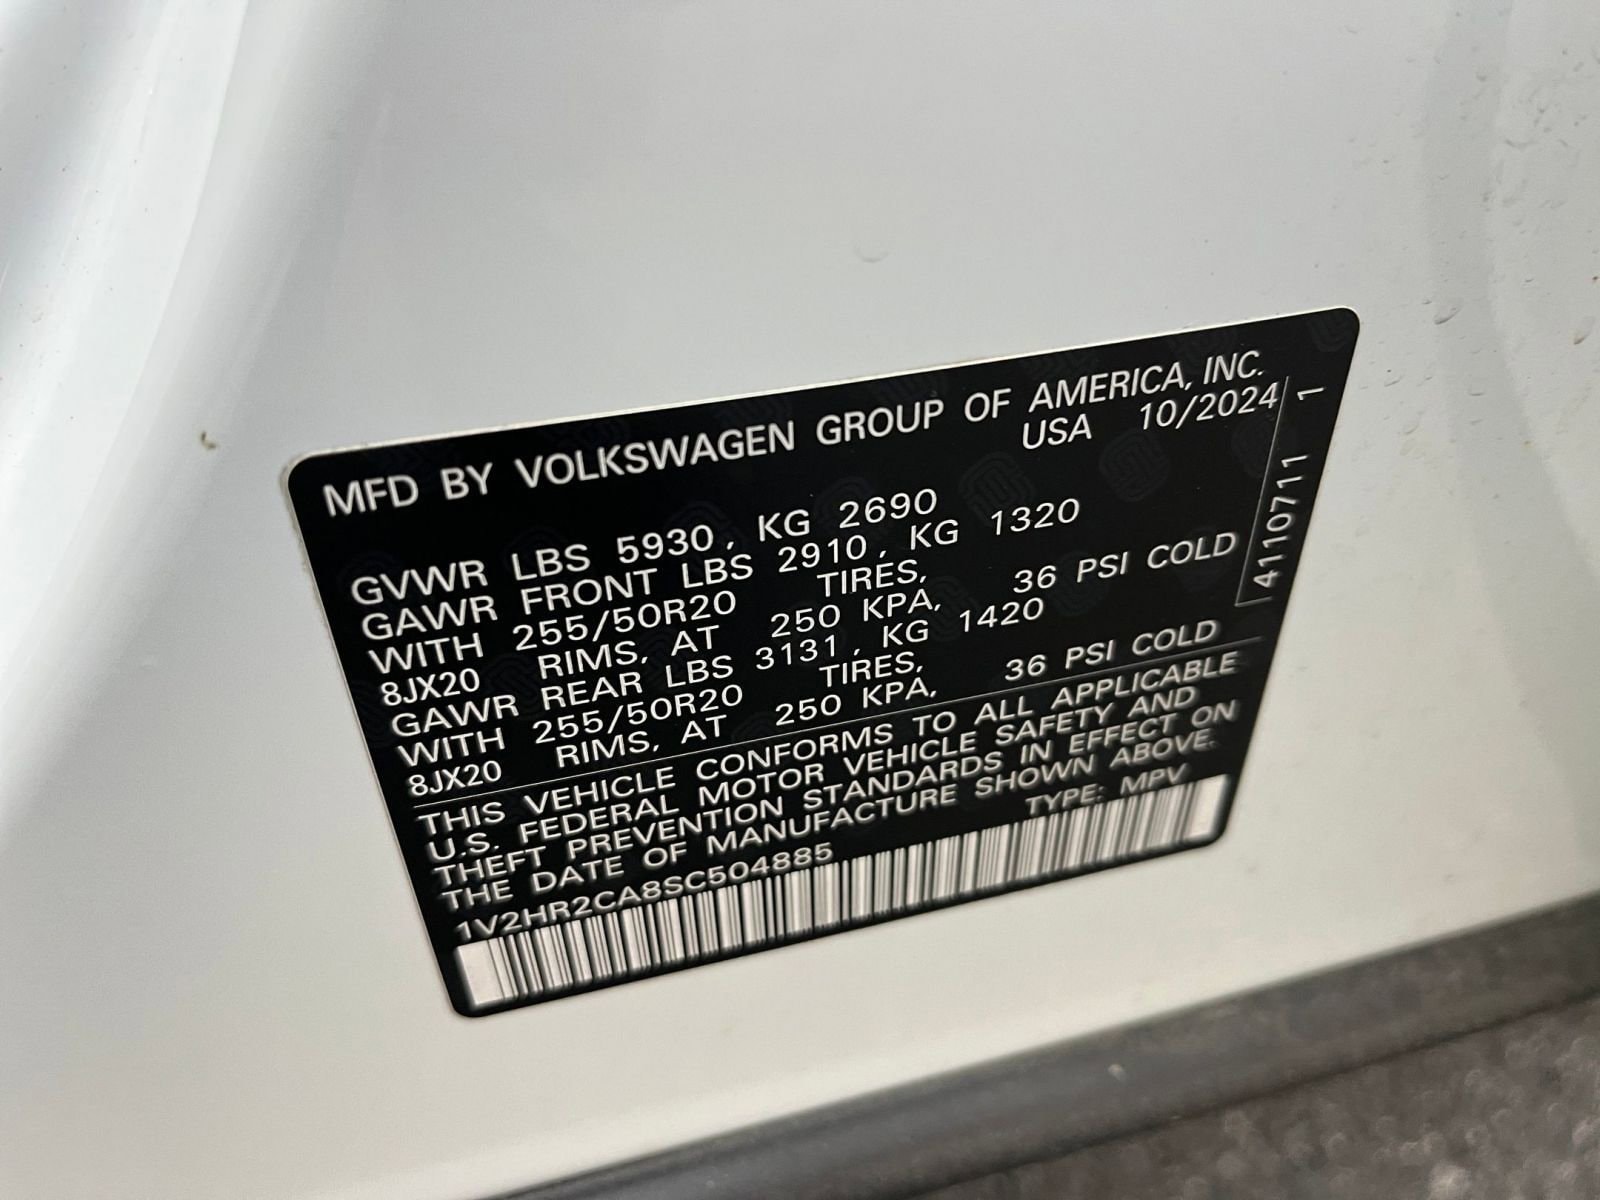 MFD BY VOLKSWAGEN GROUP OF AMERICA, INC.
USA 10/2024
GVWR LBS 5930, KG 2690
GAWR FRONT LBS 2910, KG 1320
WITH 255/50R20 TIRES,
8JX20 RIMS, AT 250 KPA, 36 PSI COLD
GAWR REAR LBS 3131, KG 1420
WITH 255/50R20 TIRES,
8JX20 RIMS, AT 250 KPA, 36 PSI COLD
THIS VEHICLE CONFORMS TO ALL APPLICABLE
U.S. FEDERAL MOTOR VEHICLE SAFETY AND
THEFT PREVENTION STANDARDS IN EFFECT ON
THE DATE OF MANUFACTURE SHOWN ABOVE.
TYPE: MPV
1V2HR2CA8SC504885
4110711 1